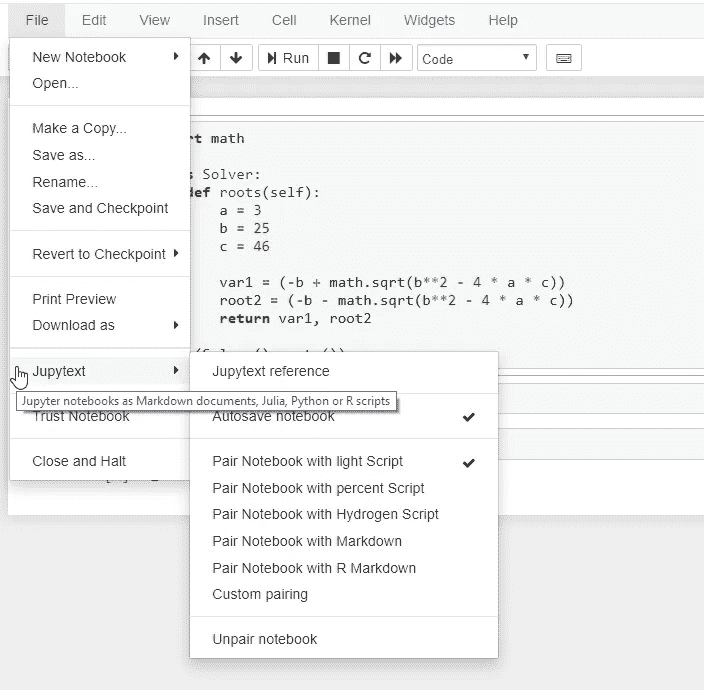 File Edit View Insert Cell Kernel Widgets Help
Run Code
New Notebook
Open...
Make a Copy...
Save as...
Rename...
Save and Checkpoint
Revert to Checkpoint
Print Preview
Download as
Jupytext
Jupyter notebooks as Markdown documents, Julia, Python or R scripts
Trust Notebook
Close and Halt
rt math
s Solver:
def roots(self):
a = 3
b = 25
c = 46
var1 = (-b + math.sqrt(b**2 - 4 * a * c))
root2 = (-b - math.sqrt(b**2 - 4 * a * c))
return var1, root2
Jupytext reference
Autosave notebook
Pair Notebook with light Script
Pair Notebook with percent Script
Pair Notebook with Hydrogen Script
Pair Notebook with Markdown
Pair Notebook with R Markdown
Custom pairing
Unpair notebook